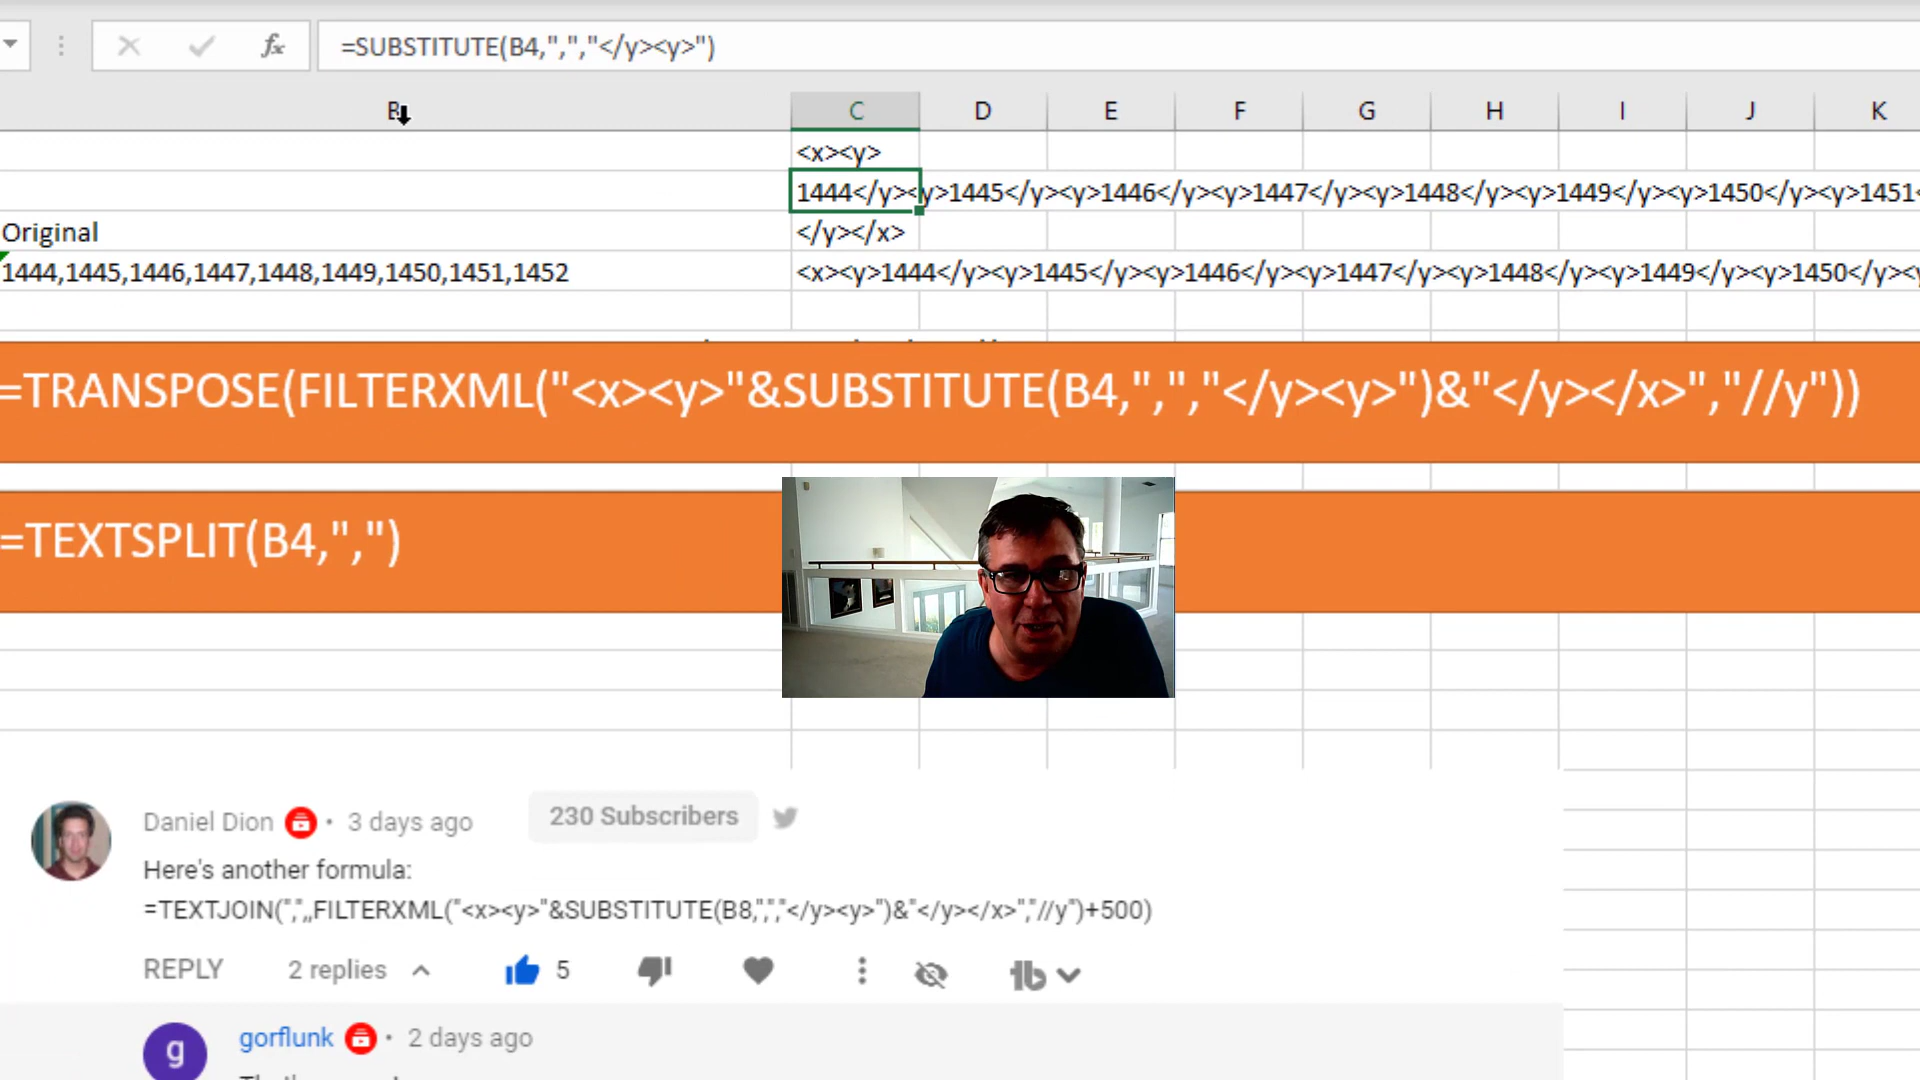 =SUBSTITUTE(B4,",","</y><y>")
B C D E F G H I J K
<x><y>
1444</y><y>1445</y><y>1446</y><y>1447</y><y>1448</y><y>1449</y><y>1450</y><y>1451<
Original
</y></x>
1444,1445,1446,1447,1448,1449,1450,1451,1452
<x><y>1444</y><y>1445</y><y>1446</y><y>1447</y><y>1448</y><y>1449</y><y>1450</y><y
=TRANSPOSE(FILTERXML("<x><y>"&SUBSTITUTE(B4,",","</y><y>")&"</y></x>","//y"))
=TEXTSPLIT(B4,",")
Daniel Dion • 3 days ago 230 Subscribers
Here's another formula:
=TEXTJOIN(",",,FILTERXML("<x><y>"&SUBSTITUTE(B8,",","</y><y>")&"</y></x>","//y")+500)
REPLY 2 replies 5
g gorflunk • 2 days ago